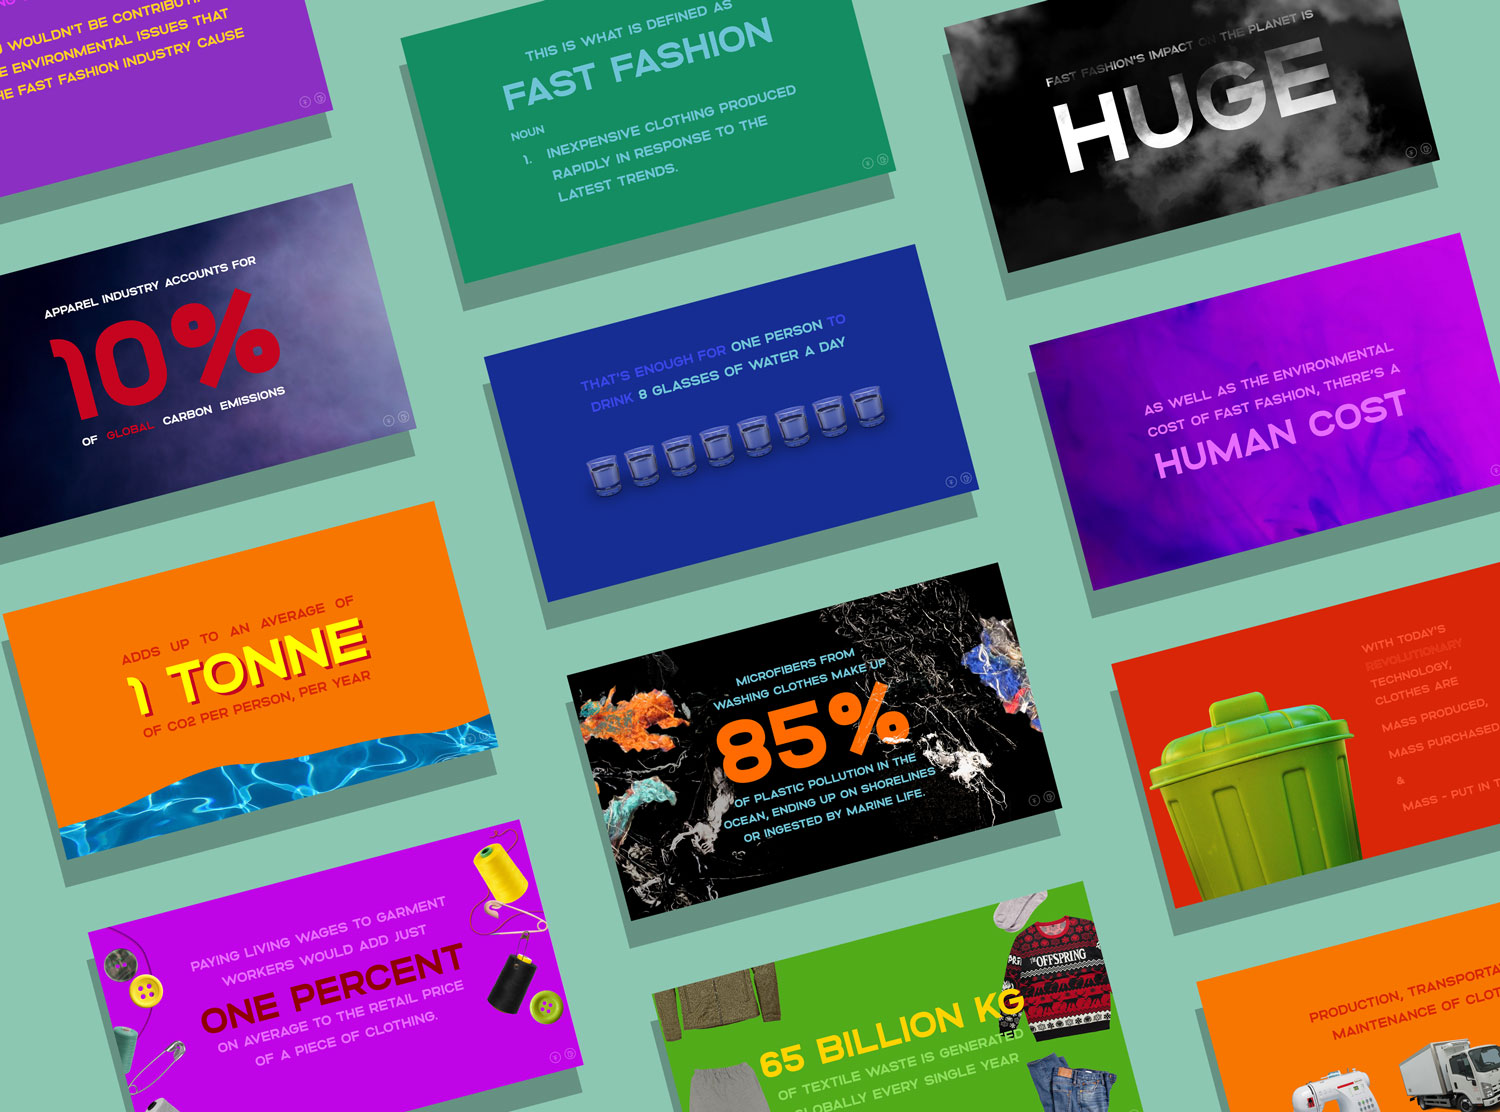 U WOULDN'T BE CONTRIBUTIN
E ENVIRONMENTAL ISSUES THAT
HE FAST FASHION INDUSTRY CAUSE
THIS IS WHAT IS DEFINED AS
FAST FASHION
NOUN
1. INEXPENSIVE CLOTHING PRODUCED
RAPIDLY IN RESPONSE TO THE
LATEST TRENDS.
FAST FASHION'S IMPACT ON THE PLANET IS
HUGE
APPAREL INDUSTRY ACCOUNTS FOR
10%
OF GLOBAL CARBON EMISSIONS
THAT'S ENOUGH FOR ONE PERSON TO
DRINK 8 GLASSES OF WATER A DAY
AS WELL AS THE ENVIRONMENTAL
COST OF FAST FASHION, THERE'S A
HUMAN COST
ADDS UP TO AN AVERAGE OF
1 TONNE
OF CO2 PER PERSON, PER YEAR
MICROFIBERS FROM
WASHING CLOTHES MAKE UP
85%
OF PLASTIC POLLUTION IN THE
OCEAN, ENDING UP ON SHORELINES
OR INGESTED BY MARINE LIFE.
WITH TODAY'S
REVOLUTIONARY
TECHNOLOGY,
CLOTHES ARE
MASS PRODUCED,
MASS PURCHASED
&
MASS - PUT IN T
PAYING LIVING WAGES TO GARMENT
WORKERS WOULD ADD JUST
ONE PERCENT
ON AVERAGE TO THE RETAIL PRICE
OF A PIECE OF CLOTHING.
THE OFFSPRING
65 BILLION KG
OF TEXTILE WASTE IS GENERATED
GLOBALLY EVERY SINGLE YEAR
PRODUCTION, TRANSPORTA
MAINTENANCE OF CLOT